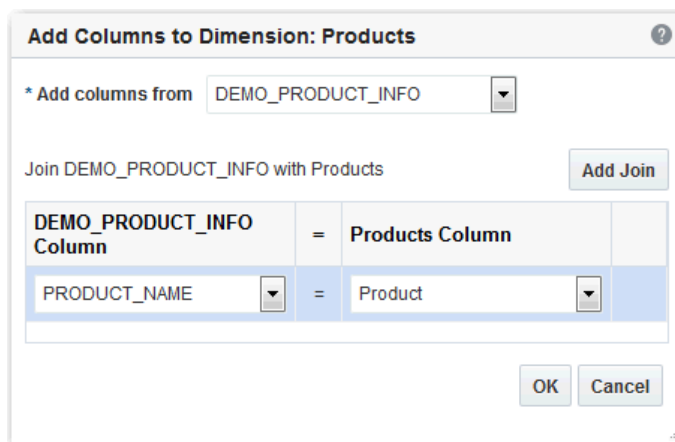 Add Columns to Dimension: Products
* Add columns from DEMO_PRODUCT_INFO
Join DEMO_PRODUCT_INFO with Products Add Join
DEMO_PRODUCT_INFO
Column = Products Column
PRODUCT_NAME = Product
OK Cancel